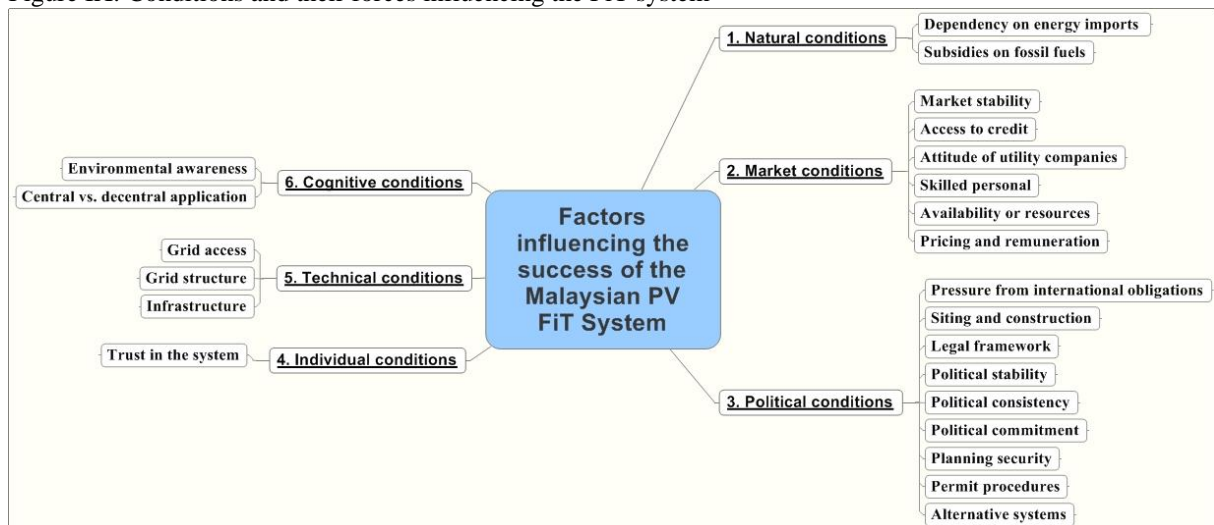 Figure I.1: Conditions and their forces influencing the FiT system
1. Natural conditions
Dependency on energy imports
Subsidies on fossil fuels
2. Market conditions
Market stability
Access to credit
Attitude of utility companies
Skilled personal
Availability or resources
Pricing and remuneration
3. Political conditions
Pressure from international obligations
Siting and construction
Legal framework
Political stability
Political consistency
Political commitment
Planning security
Permit procedures
Alternative systems
Factors
influencing the
success of the
Malaysian PV
FiT System
6. Cognitive conditions
Environmental awareness
Central vs. decentral application
5. Technical conditions
Grid access
Grid structure
Infrastructure
4. Individual conditions
Trust in the system